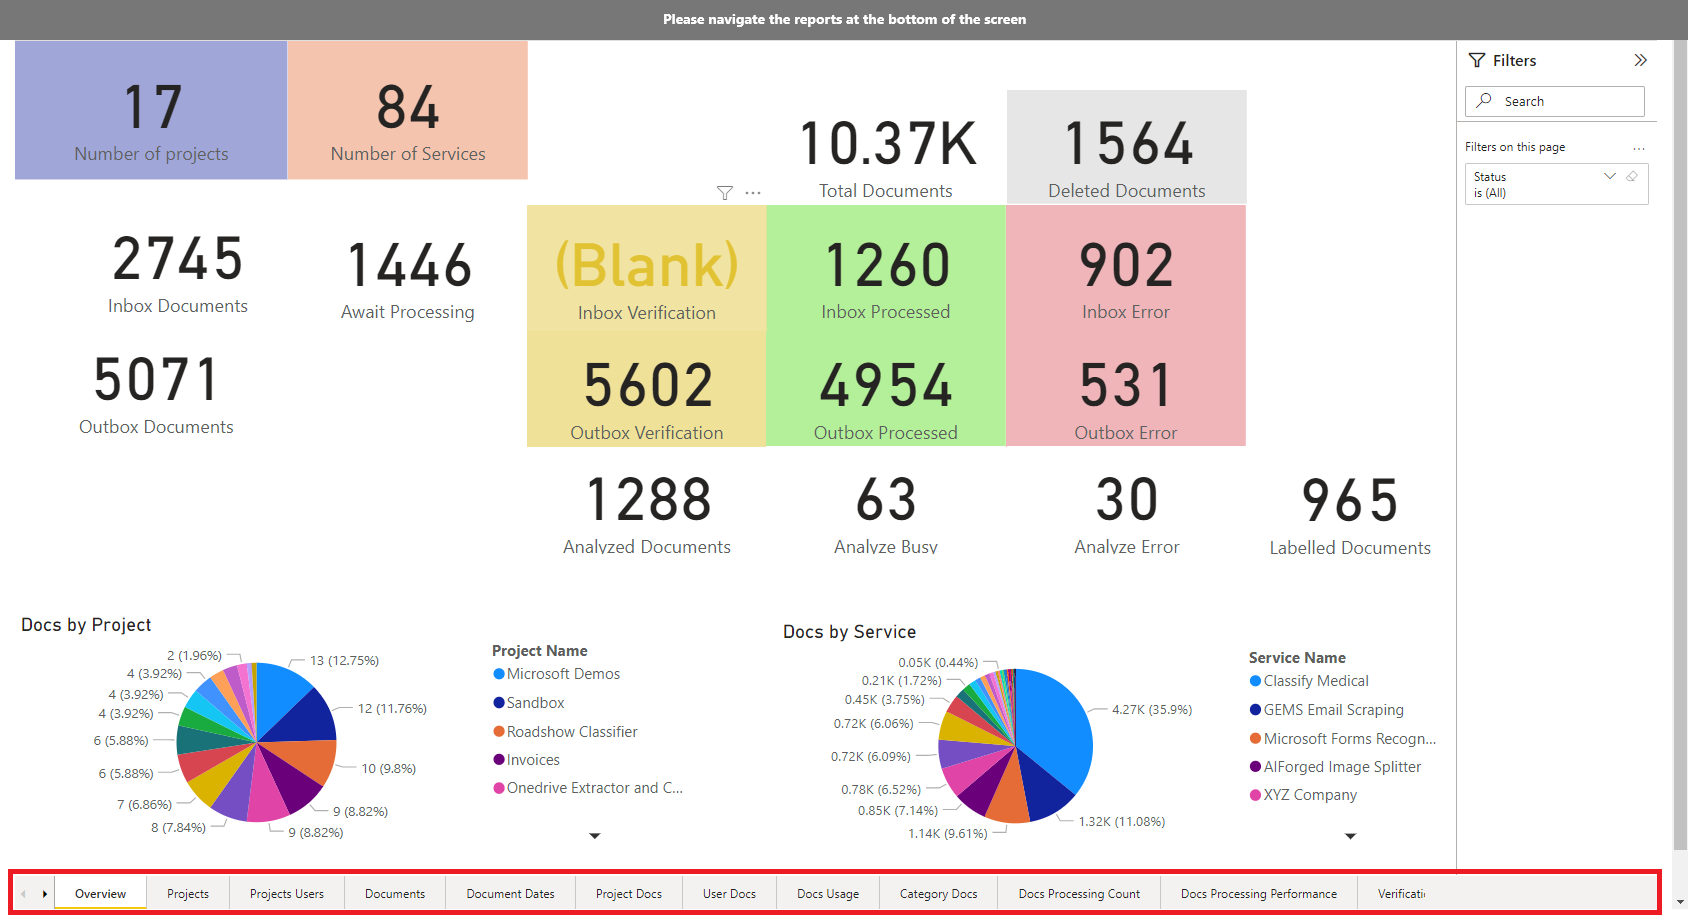 Please navigate the reports at the bottom of the screen
17
Number of projects
84
Number of Services
10.37K
Total Documents
1564
Deleted Documents
2745
Inbox Documents
1446
Await Processing
(Blank)
Inbox Verification
1260
Inbox Processed
902
Inbox Error
5071
Outbox Documents
5602
Outbox Verification
4954
Outbox Processed
531
Outbox Error
1288
Analyzed Documents
63
Analyze Busy
30
Analyze Error
965
Labelled Documents
Filters
Search
Filters on this page
...
Status
is (All)
Docs by Project
2 (1.96%)
13 (12.75%)
4 (3.92%)
4 (3.92%)
12 (11.76%)
4 (3.92%)
6 (5.88%)
10 (9.8%)
6 (5.88%)
7 (6.86%)
9 (8.82%)
8 (7.84%)
9 (8.82%)
Project Name
Microsoft Demos
Sandbox
Roadshow Classifier
Invoices
Onedrive Extractor and C...
Docs by Service
0.05K (0.44%)
0.21K (1.72%)
0.45K (3.75%)
4.27K (35.9%)
0.72K (6.06%)
0.72K (6.09%)
0.78K (6.52%)
0.85K (7.14%)
1.32K (11.08%)
1.14K (9.61%)
Service Name
Classify Medical
GEMS Email Scraping
Microsoft Forms Recogn...
AIForged Image Splitter
XYZ Company
Overview
Projects
Projects Users
Documents
Document Dates
Project Docs
User Docs
Docs Usage
Category Docs
Docs Processing Count
Docs Processing Performance
Verificati